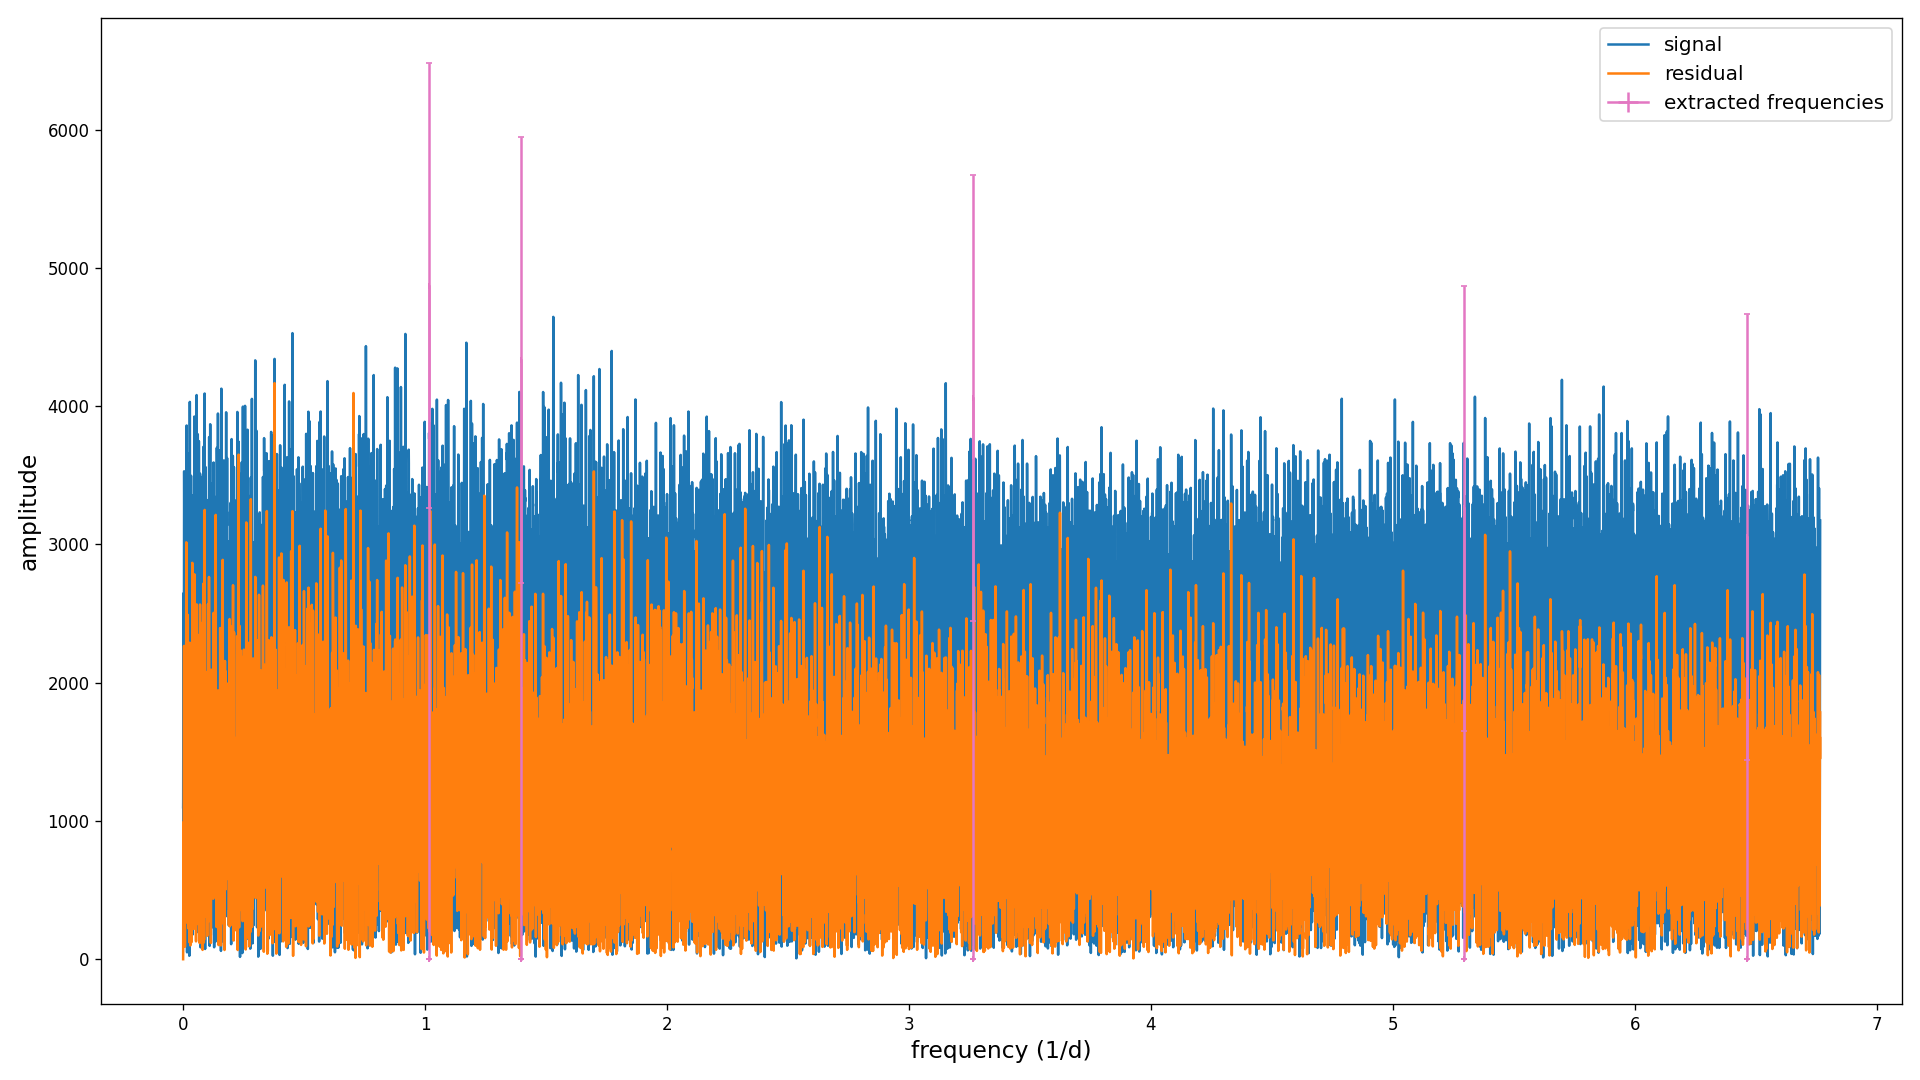 signal
residual
extracted frequencies
6000
5000
4000
3000
2000
1000
0
amplitude
0 1 2 3 4 5 6 7
frequency (1/d)